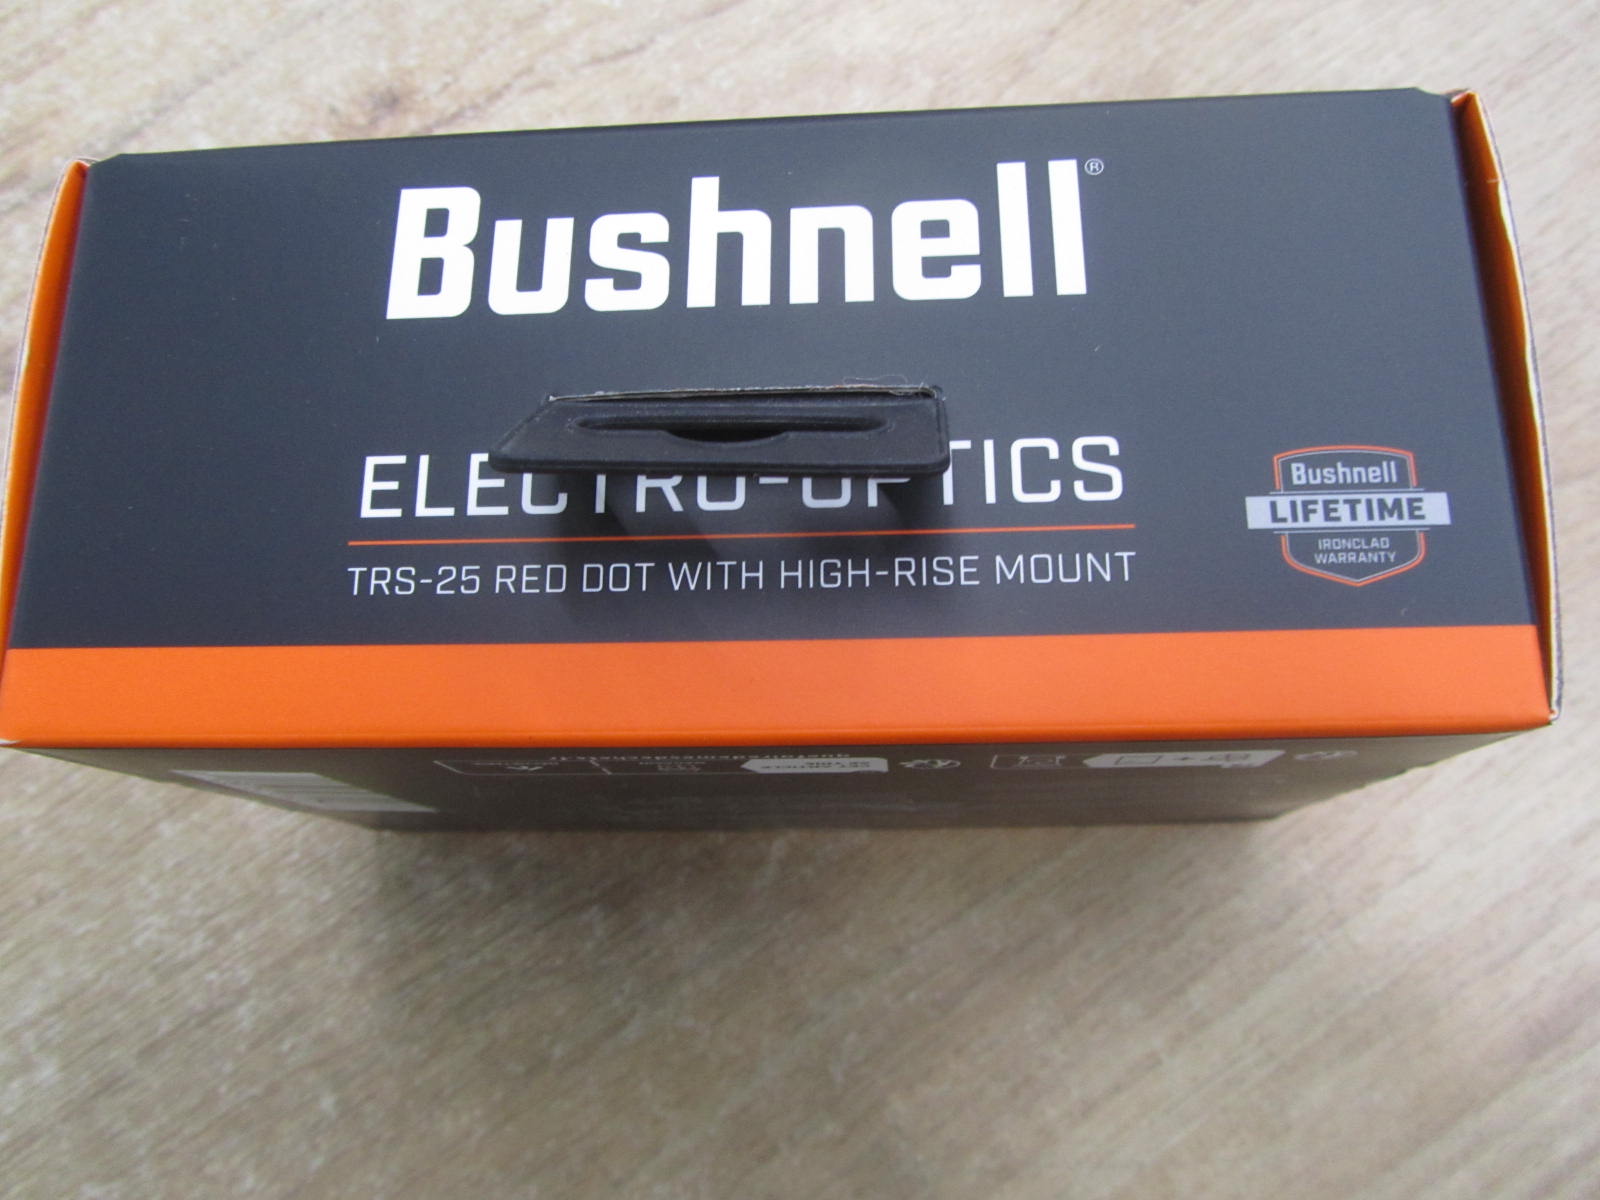 Bushnell®
ELECTRO-OPTICS
TRS-25 RED DOT WITH HIGH-RISE MOUNT
Bushnell
LIFETIME
IRONCLAD
WARRANTY